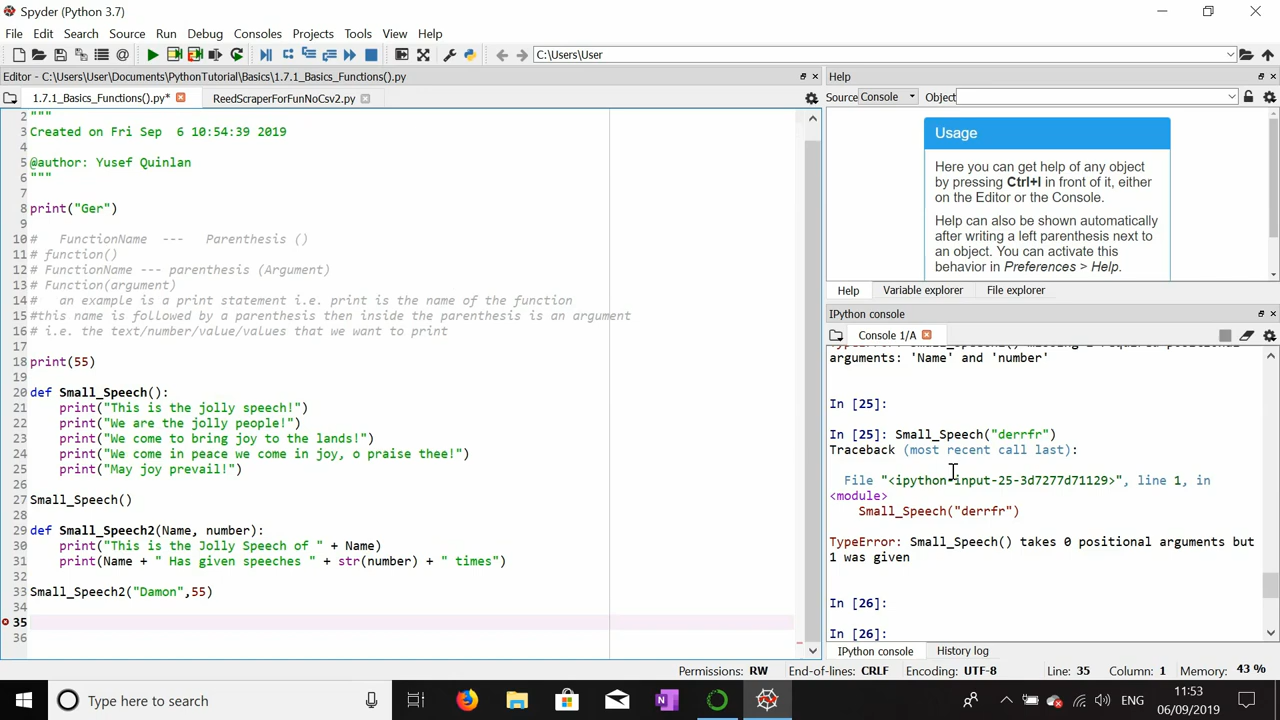 Spyder (Python 3.7)
File Edit Search Source Run Debug Consoles Projects Tools View Help
C:\Users\User
Editor - C:\Users\User\Documents\PythonTutorial\Basics\1.7.1_Basics_Functions().py
1.7.1_Basics_Functions().py* ReedScraperForFunNoCsv2.py
2 """
3 Created on Fri Sep  6 10:54:39 2019
4
5 @author: Yusef Quinlan
6 """
7
8 print("Ger")
9
10 #   FunctionName  ---   Parenthesis ()
11 # function()
12 # FunctionName --- parenthesis (Argument)
13 # Function(argument)
14 #   an example is a print statement i.e. print is the name of the function
15 #this name is followed by a parenthesis then inside the parenthesis is an argument
16 # i.e. the text/number/value/values that we want to print
17
18 print(55)
19
20 def Small_Speech():
21     print("This is the jolly speech!")
22     print("We are the jolly people!")
23     print("We come to bring joy to the lands!")
24     print("We come in peace we come in joy, o praise thee!")
25     print("May joy prevail!")
26
27 Small_Speech()
28
29 def Small_Speech2(Name, number):
30     print("This is the Jolly Speech of " + Name)
31     print(Name + " Has given speeches " + str(number) + " times")
32
33 Small_Speech2("Damon",55)
34
35
36
Help
Source Console Object
Usage
Here you can get help of any object
by pressing Ctrl+I in front of it, either
on the Editor or the Console.
Help can also be shown automatically
after writing a left parenthesis next to
an object. You can activate this
behavior in Preferences > Help.
Help Variable explorer File explorer
IPython console
Console 1/A
arguments: 'Name' and 'number'
In [25]:
In [25]: Small_Speech("derrfr")
Traceback (most recent call last):
File "<ipython-input-25-3d7277d71129>", line 1, in
<module>
Small_Speech("derrfr")
TypeError: Small_Speech() takes 0 positional arguments but
1 was given
In [26]:
In [26]:
IPython console History log
Permissions: RW End-of-lines: CRLF Encoding: UTF-8 Line: 35 Column: 1 Memory: 43 %
Type here to search
ENG
11:53
06/09/2019